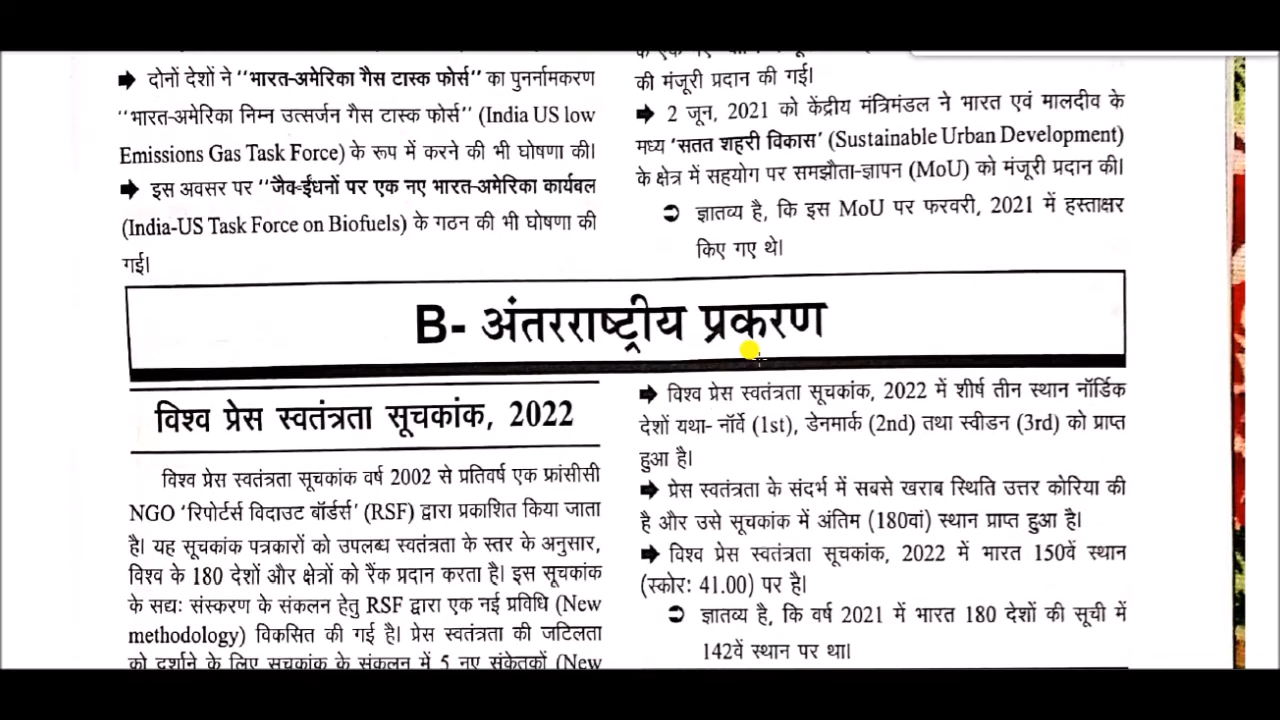 ➡ दोनों देशों ने ‘‘भारत-अमेरिका गैस टास्क फोर्स’’ का पुनर्नामकरण
‘‘भारत-अमेरिका निम्न उत्सर्जन गैस टास्क फोर्स’’ (India US low
Emissions Gas Task Force) के रूप में करने की भी घोषणा की।
➡ इस अवसर पर ‘‘जैव-ईंधनों पर एक नए भारत-अमेरिका कार्यबल
(India-US Task Force on Biofuels) के गठन की भी घोषणा की
गई।
की मंजूरी प्रदान की गई।
➡ 2 जून, 2021 को केंद्रीय मंत्रिमंडल ने भारत एवं मालदीव के
मध्य ‘सतत शहरी विकास’ (Sustainable Urban Development)
के क्षेत्र में सहयोग पर समझौता-ज्ञापन (MoU) को मंजूरी प्रदान की।
➲ ज्ञातव्य है, कि इस MoU पर फरवरी, 2021 में हस्ताक्षर
किए गए थे।
B- अंतरराष्ट्रीय प्रकरण
विश्व प्रेस स्वतंत्रता सूचकांक, 2022
विश्व प्रेस स्वतंत्रता सूचकांक वर्ष 2002 से प्रतिवर्ष एक फ्रांसीसी
NGO ‘रिपोर्टर्स विदाउट बॉर्डर्स’ (RSF) द्वारा प्रकाशित किया जाता
है। यह सूचकांक पत्रकारों को उपलब्ध स्वतंत्रता के स्तर के अनुसार,
विश्व के 180 देशों और क्षेत्रों को रैंक प्रदान करता है। इस सूचकांक
के सद्यः संस्करण के संकलन हेतु RSF द्वारा एक नई प्रविधि (New
methodology) विकसित की गई है। प्रेस स्वतंत्रता की जटिलता
को दर्शाने के लिए सूचकांक के संकलन में 5 नए संकेतकों (New
➡ विश्व प्रेस स्वतंत्रता सूचकांक, 2022 में शीर्ष तीन स्थान नॉर्डिक
देशों यथा- नॉर्वे (1st), डेनमार्क (2nd) तथा स्वीडन (3rd) को प्राप्त
हुआ है।
➡ प्रेस स्वतंत्रता के संदर्भ में सबसे खराब स्थिति उत्तर कोरिया की
है और उसे सूचकांक में अंतिम (180वां) स्थान प्राप्त हुआ है।
➡ विश्व प्रेस स्वतंत्रता सूचकांक, 2022 में भारत 150वें स्थान
(स्कोरः 41.00) पर है।
➲ ज्ञातव्य है, कि वर्ष 2021 में भारत 180 देशों की सूची में
142वें स्थान पर था।